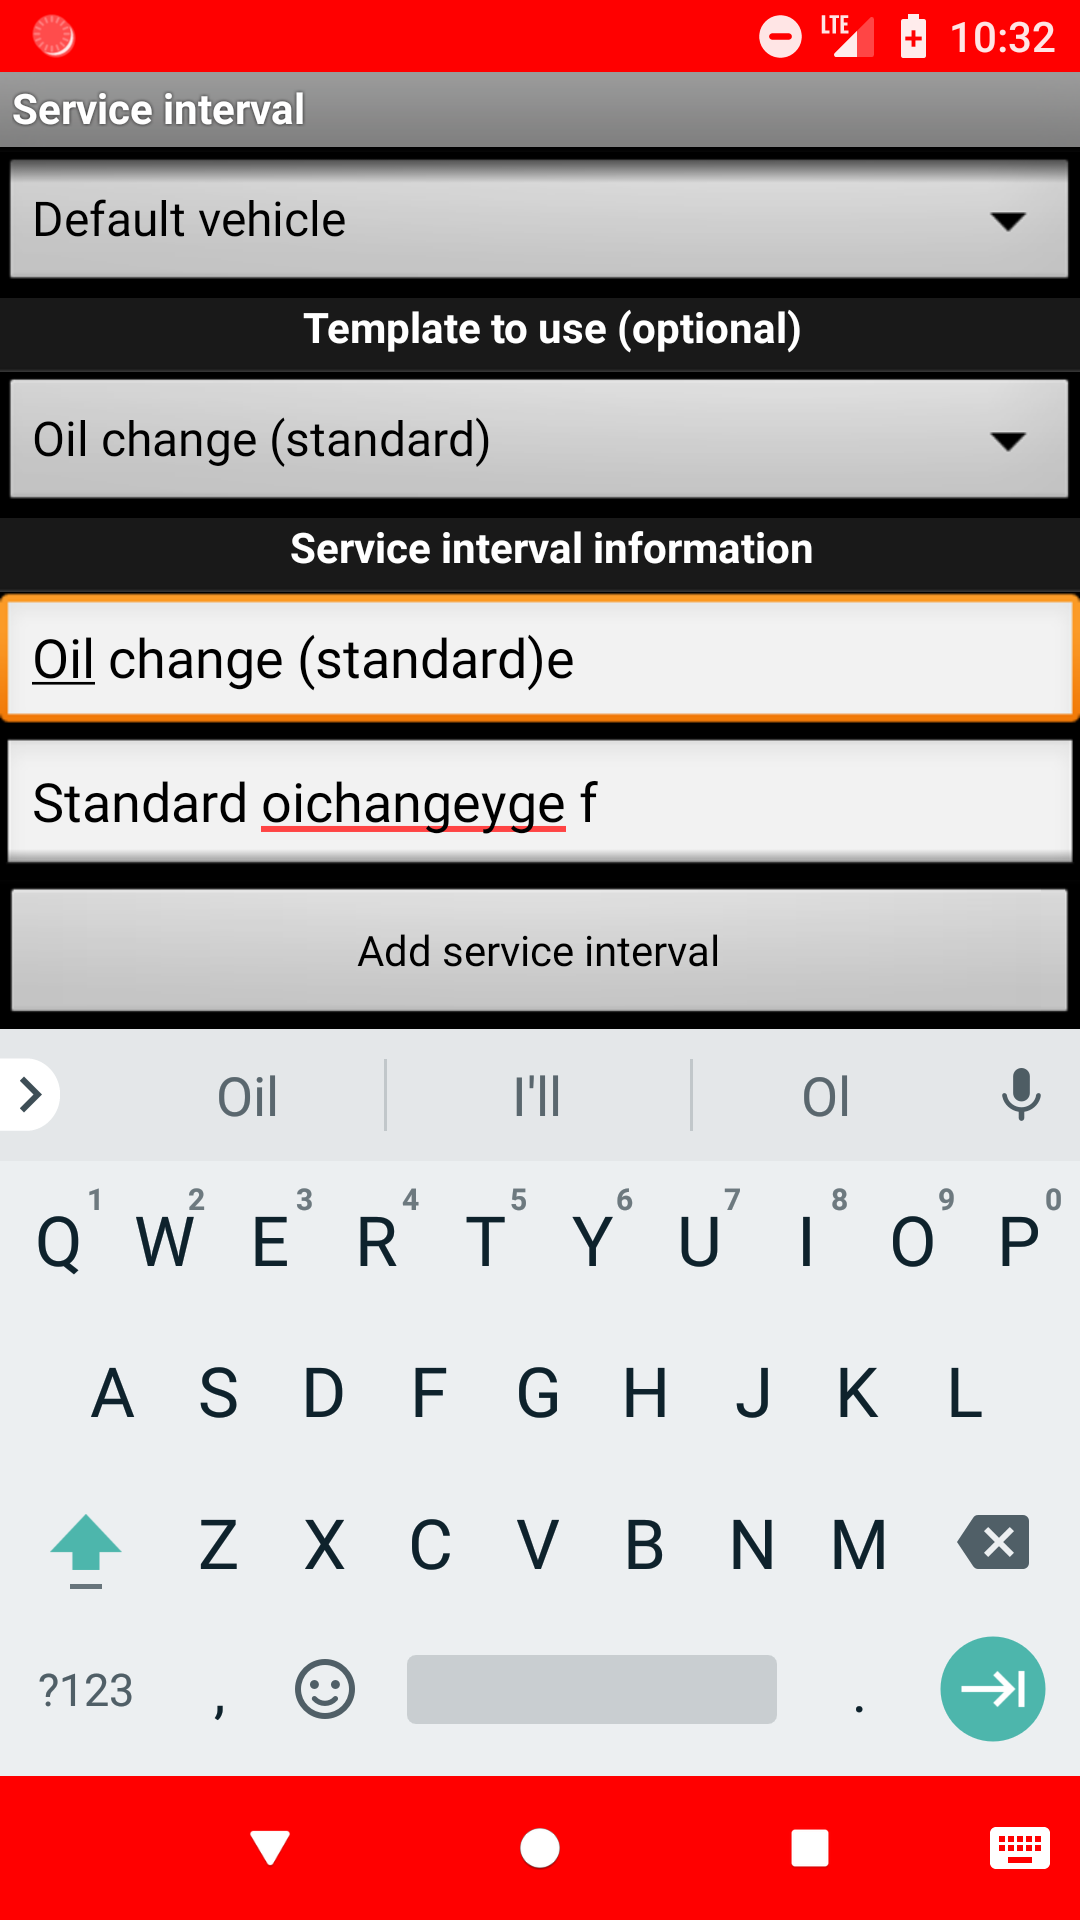 LTE 10:32
Service interval
Default vehicle
Template to use (optional)
Oil change (standard)
Service interval information
Oil change (standard)e
Standard oichangeyge f
Add service interval
Oil I'll Ol
1 2 3 4 5 6 7 8 9 0
Q W E R T Y U I O P
A S D F G H J K L
Z X C V B N M
?123 , .